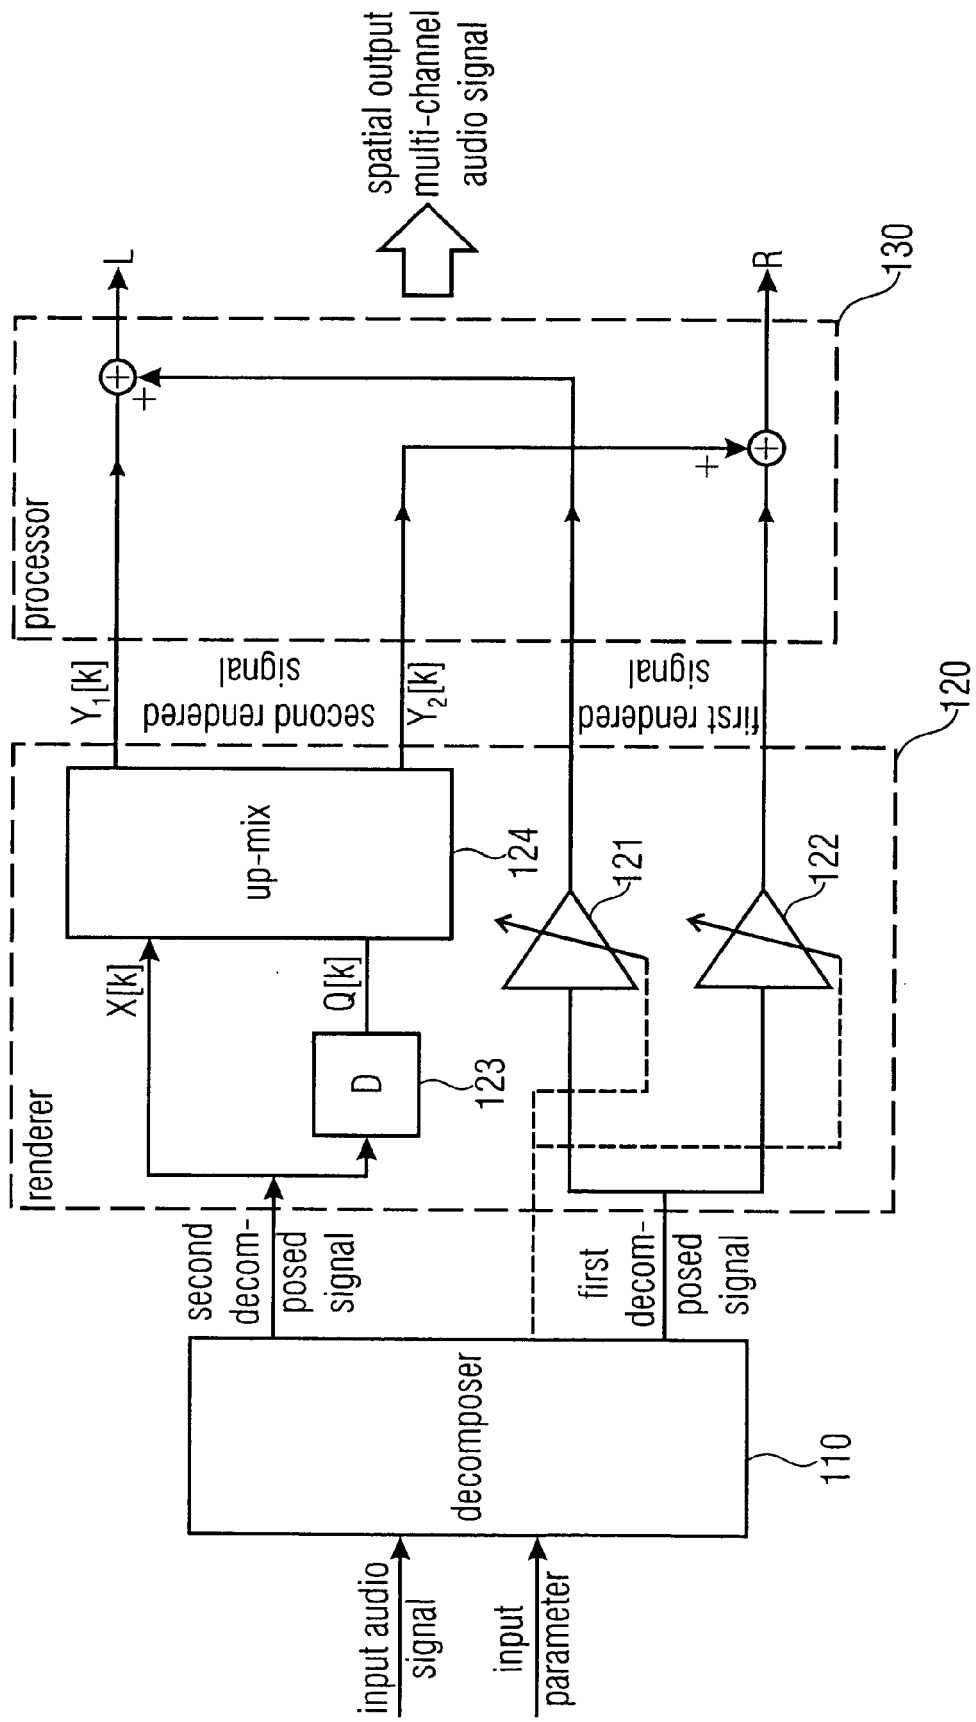 input audio
signal
input
parameter
decomposer
110
second
decom-
posed
signal
first
decom-
posed
signal
renderer
X[k]
D
123
Q[k]
up-mix
124
121
122
120
Y₁[k]
second rendered
signal
Y₂[k]
first rendered
signal
processor
+
+
+
+
130
L
R
spatial output
multi-channel
audio signal